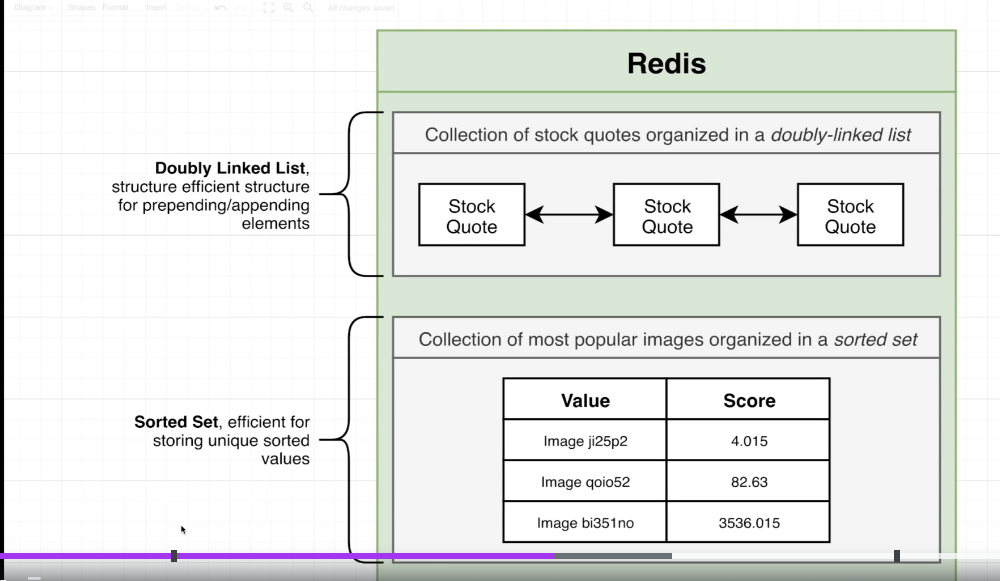 Diagram
Shapes Format Insert
All changes saved
Redis
Collection of stock quotes organized in a doubly-linked list
Doubly Linked List,
structure efficient structure
for prepending/appending
elements
Stock
Quote
Stock
Quote
Stock
Quote
Collection of most popular images organized in a sorted set
Sorted Set, efficient for
storing unique sorted
values
Value Score
Image ji25p2 4.015
Image qoio52 82.63
Image bi351no 3536.015